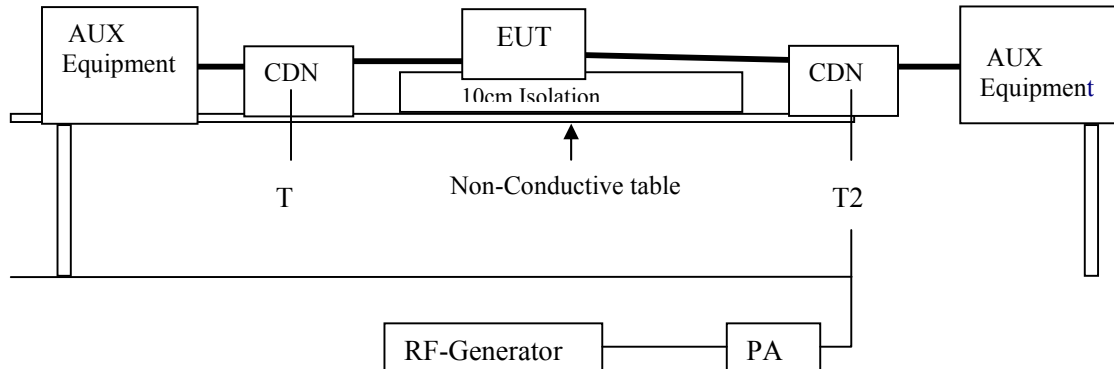 AUX
Equipment
CDN
EUT
10cm Isolation
CDN
AUX
Equipment
Non-Conductive table
T
T2
RF-Generator
PA